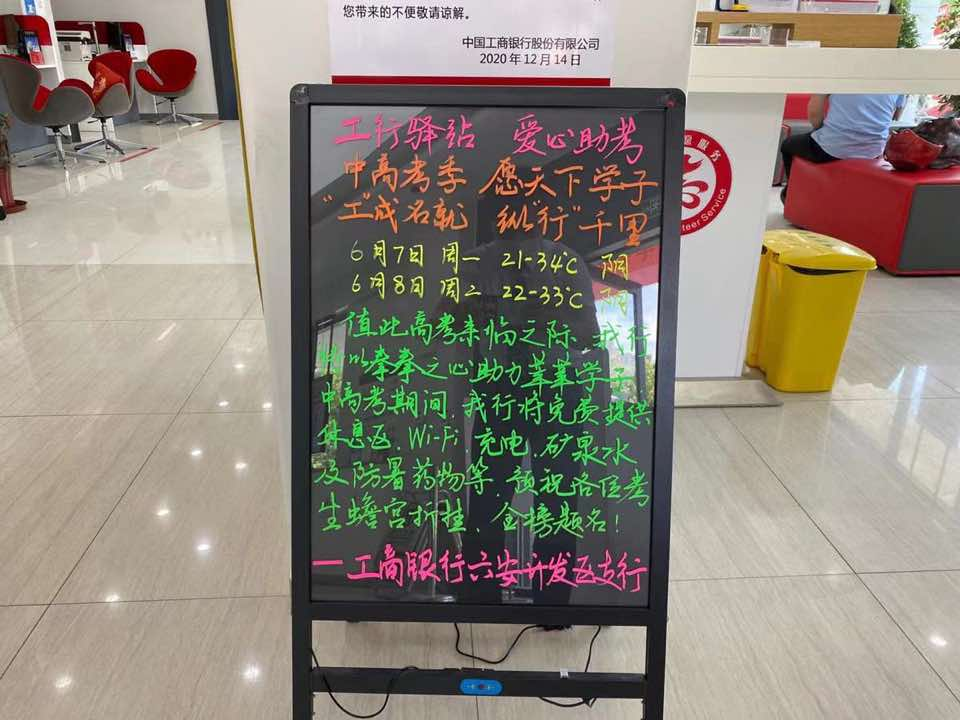 您带来的不便敬请谅解。
中国工商银行股份有限公司
2020年12月14日
工行驿站 爱心助考
中高考季 愿天下学子
"工"成名就 纵"行"千里
6月7日 周一 21-34℃ 阴
6月8日 周二 22-33℃ 阴
值此高考来临之际,我行
特以拳拳之心助力莘莘学子
中高考期间,我行将免费提供
休息区、Wi-Fi、充电、矿泉水
及防暑药物等,预祝各位考
生蟾宫折挂、金榜题名!
一工商银行六安开发区支行
服务
teer Service